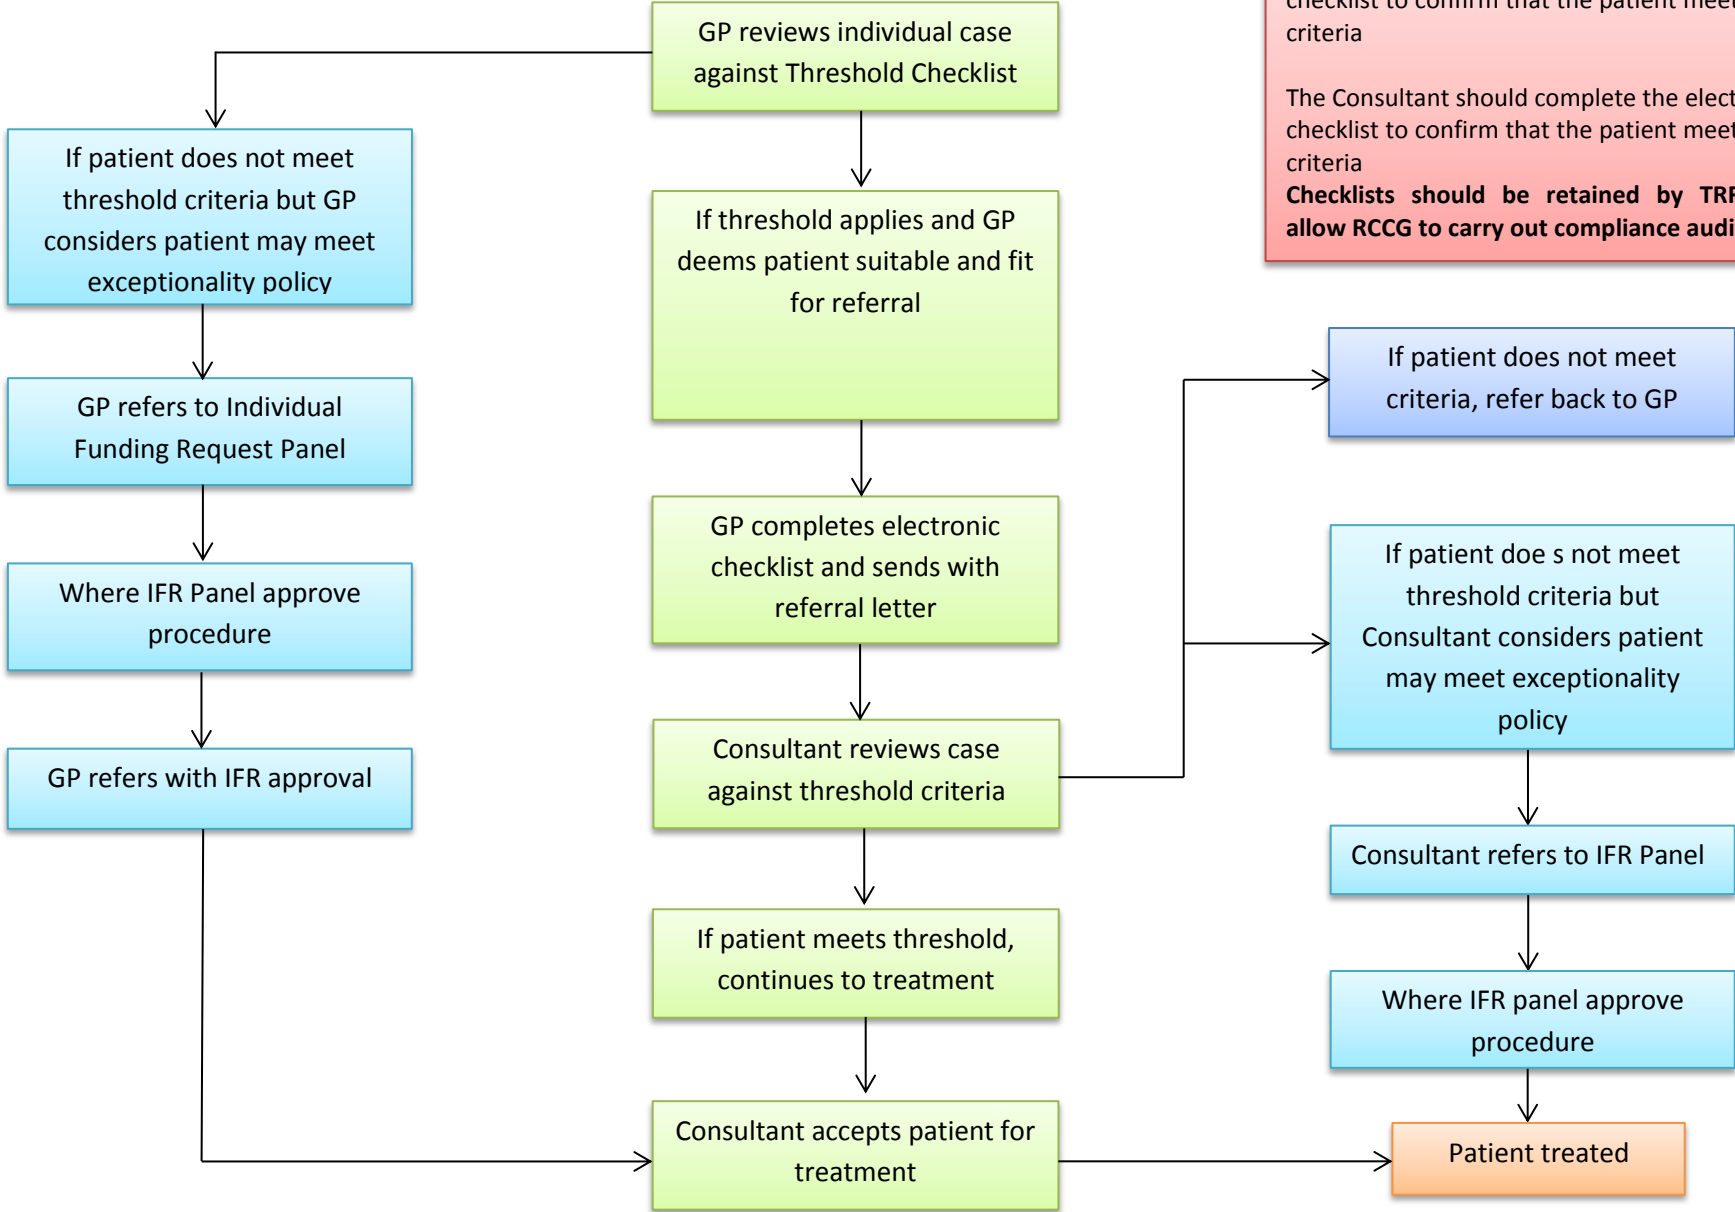 GP reviews individual case
against Threshold Checklist
checklist to confirm that the patient meet
criteria
The Consultant should complete the elect
checklist to confirm that the patient meet
criteria
Checklists should be retained by
allow RCCG to carry out compliance audi
If patient does not meet
threshold criteria but GP
considers patient may meet
exceptionality policy
GP refers to Individual
Funding Request Panel
Where IFR Panel approve
procedure
GP refers with IFR approval
If threshold applies and GP
deems patient suitable and fit
for referral
GP completes electronic
checklist and sends with
referral letter
Consultant reviews case
against threshold criteria
If patient meets threshold,
continues to treatment
Consultant accepts patient for
treatment
If patient does not meet
criteria, refer back to GP
If patient doe s not meet
threshold criteria but
Consultant considers patient
may meet exceptionality
policy
Consultant refers to IFR Panel
Where IFR panel approve
procedure
Patient treated